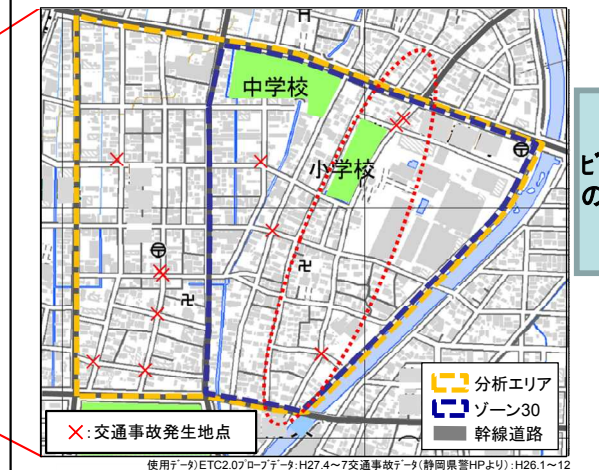 中学校
小学校
ピ
の
分析エリア
ゾーン30
幹線道路
×:交通事故発生地点
使用データ)ETC2.0プローブデータ:H27.4~7交通事故データ(静岡県警HPより):H26.1~12